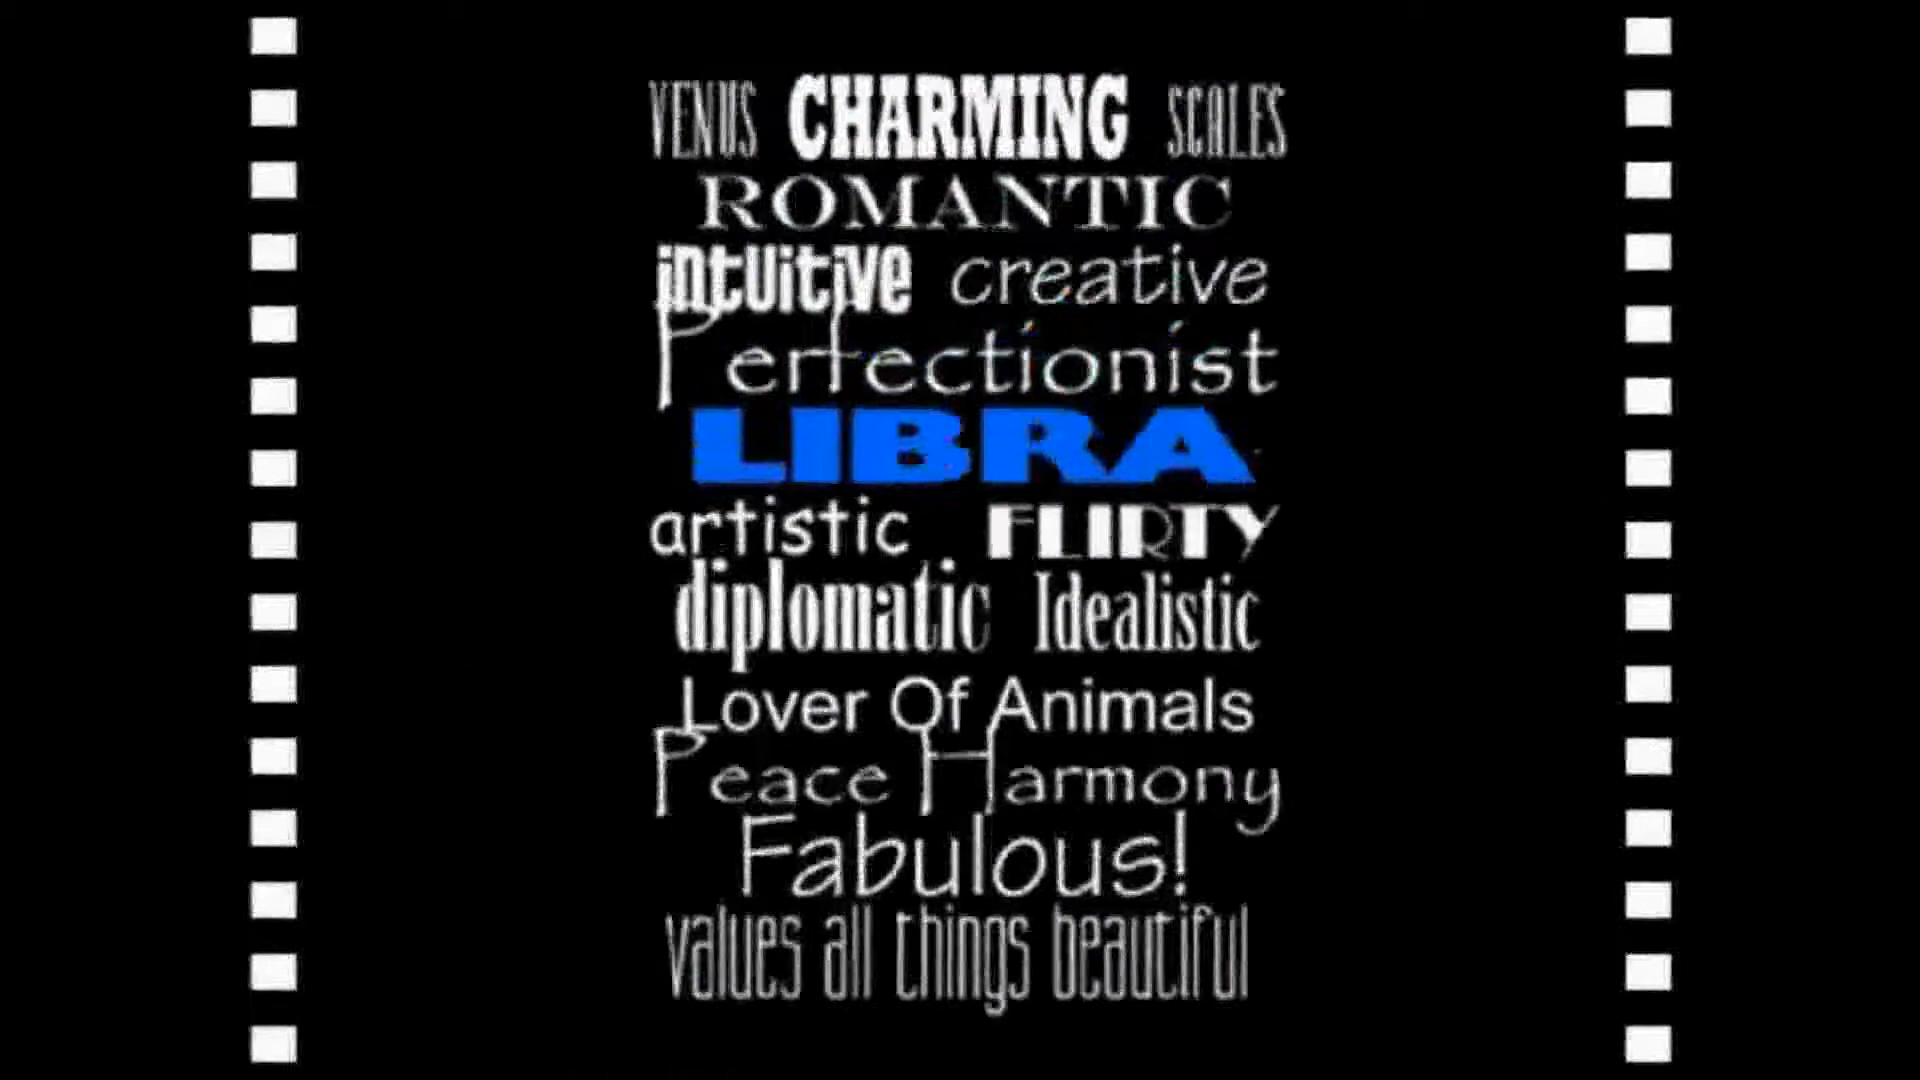 VENUS CHARMING SCALES
ROMANTIC
intuitive creative
Perfectionist
LIBRA
artistic FLIRTY
diplomatic Idealistic
Lover Of Animals
Peace Harmony
Fabulous!
values all things beautiful